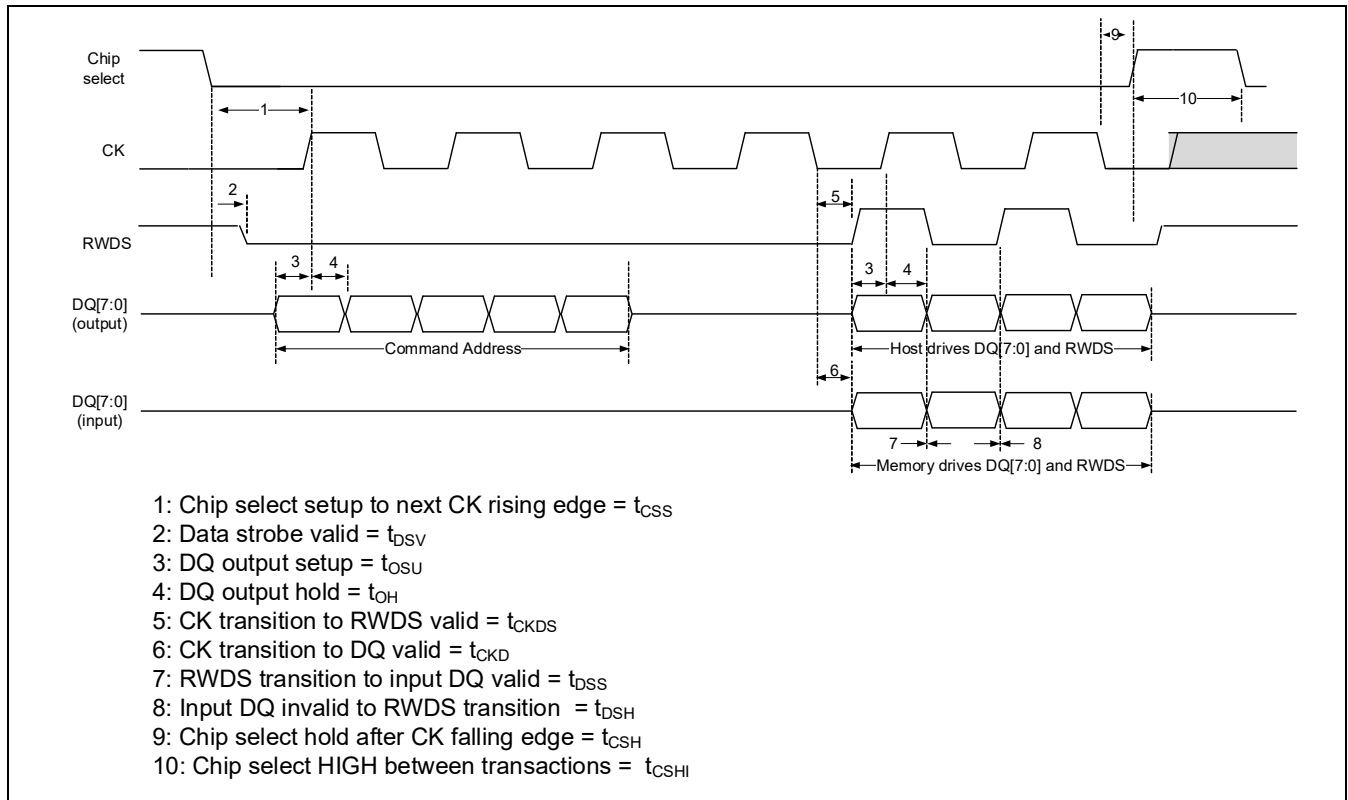 9
Chip
select
1
10
CK
2
5
RWDS
3 4
3 4
DQ[7:0]
(output)
Command Address
Host drives DQ[7:0] and RWDS
6
DQ[7:0]
(input)
7 8
Memory drives DQ[7:0] and RWDS
1: Chip select setup to next CK rising edge = tCSS
2: Data strobe valid = tDSV
3: DQ output setup = tOSU
4: DQ output hold = tOH
5: CK transition to RWDS valid = tCKDS
6: CK transition to DQ valid = tCKD
7: RWDS transition to input DQ valid = tDSS
8: Input DQ invalid to RWDS transition = tDSH
9: Chip select hold after CK falling edge = tCSH
10: Chip select HIGH between transactions = tCSHI